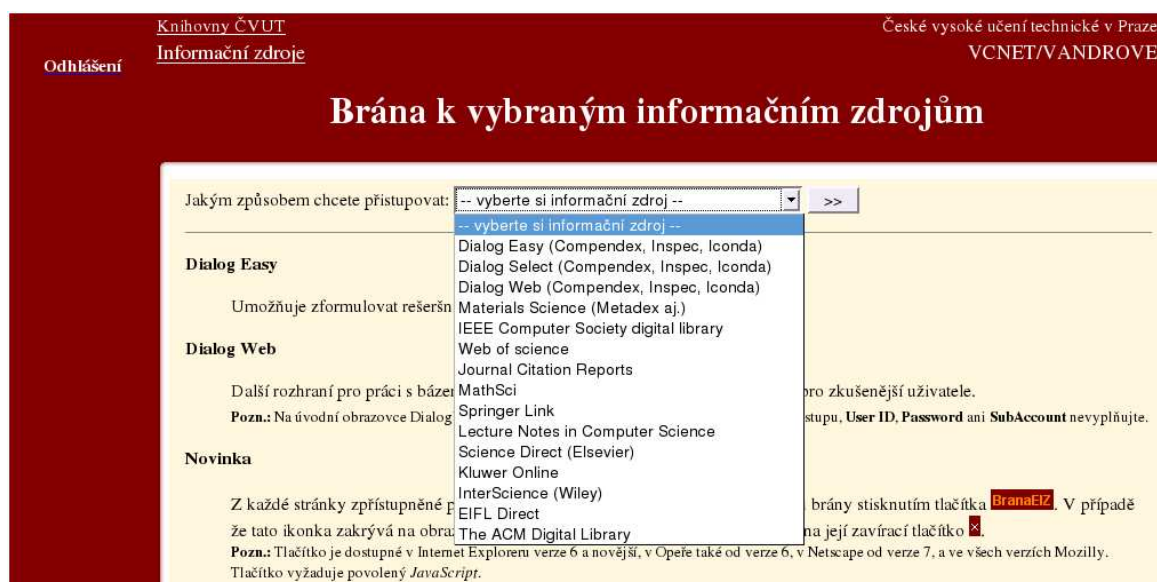 Knihovny ČVUT
České vysoké učení technické v Praze
Odhlášení
Informační zdroje
VCNET/VANDROVE
Brána k vybraným informačním zdrojům
Jakým způsobem chcete přistupovat: -- vyberte si informační zdroj -- >>
-- vyberte si informační zdroj --
Dialog Easy (Compendex, Inspec, Iconda)
Dialog Easy
Dialog Select (Compendex, Inspec, Iconda)
Dialog Web (Compendex, Inspec, Iconda)
Umožňuje zformulovat rešeršn
Materials Science (Metadex aj.)
IEEE Computer Society digital library
Dialog Web
Web of science
Journal Citation Reports
Další rozhraní pro práci s bázem
MathSci
pro zkušenější uživatele.
Pozn.: Na úvodní obrazovce Dialog
Springer Link
stupu, User ID, Password ani SubAccount nevyplňujte.
Lecture Notes in Computer Science
Novinka
Science Direct (Elsevier)
Kluwer Online
Z každé stránky zpřístupněné p
InterScience (Wiley)
brány stisknutím tlačítka BranaEIZ. V případě
EIFL Direct
že tato ikonka zakrývá na obra
The ACM Digital Library
na její zavírací tlačítko x.
Pozn.: Tlačítko je dostupné v Internet Exploreru verze 6 a novější, v Opeře také od verze 6, v Netscape od verze 7, a ve všech verzích Mozilly.
Tlačítko vyžaduje povolený JavaScript.